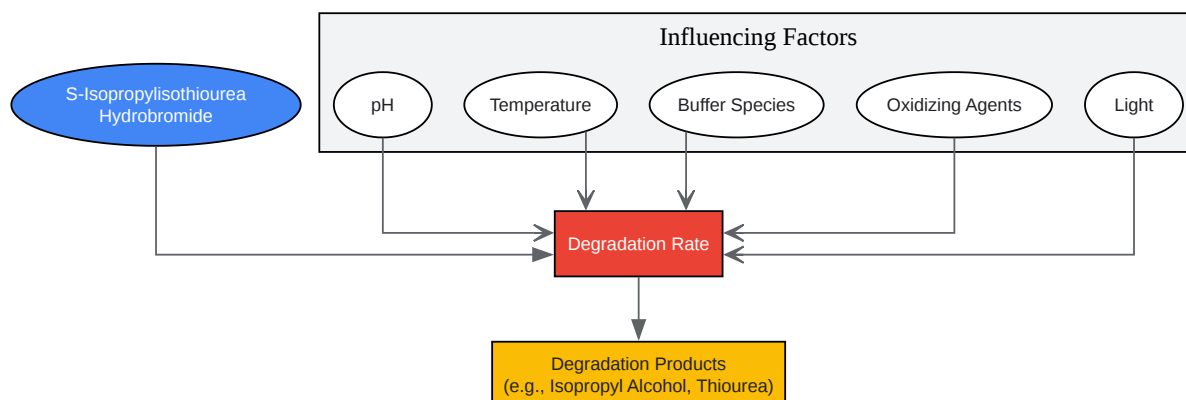 Influencing Factors
S-Isopropylisothiourea
Hydrobromide
pH
Temperature
Buffer Species
Oxidizing Agents
Light
Degradation Rate
Degradation Products
(e.g., Isopropyl Alcohol, Thiourea)